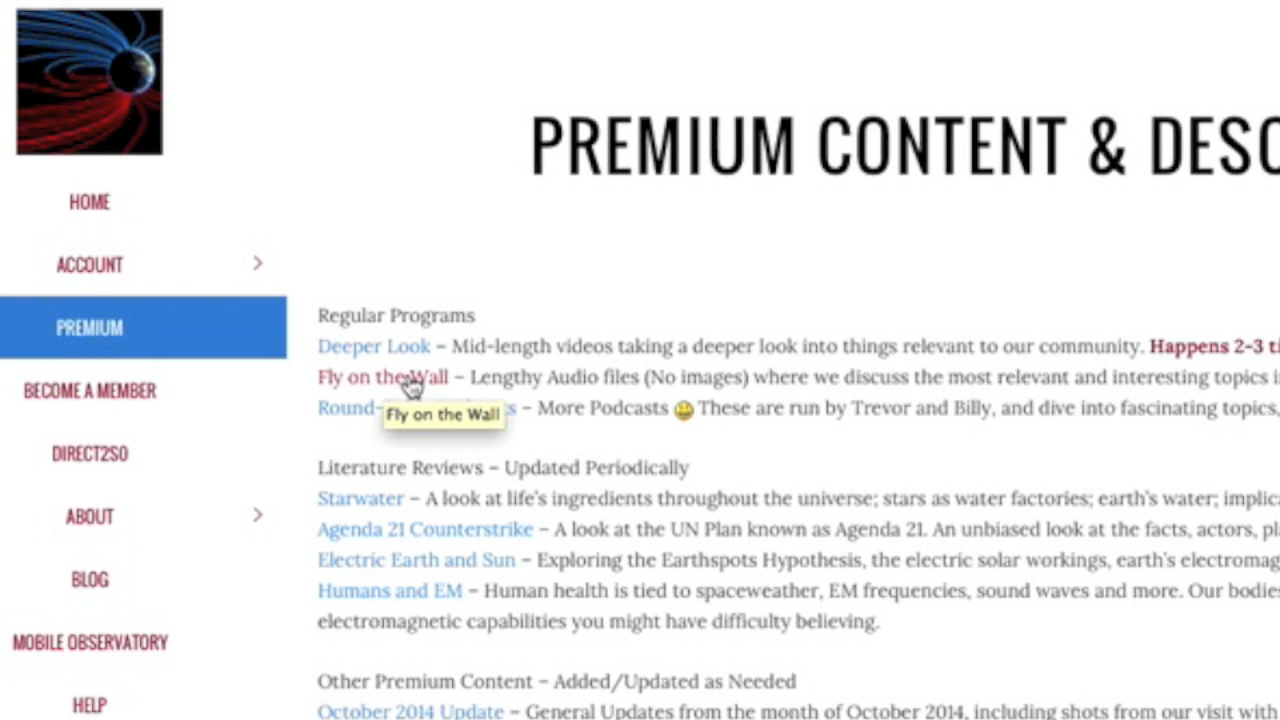 PREMIUM CONTENT & DESC
HOME
ACCOUNT
PREMIUM
BECOME A MEMBER
DIRECT2SO
ABOUT
BLOG
MOBILE OBSERVATORY
HELP
Regular Programs
Deeper Look – Mid-length videos taking a deeper look into things relevant to our community. Happens 2-3 ti
Fly on the Wall – Lengthy Audio files (No images) where we discuss the most relevant and interesting topics i
Round- s – More Podcasts These are run by Trevor and Billy, and dive into fascinating topics,
Fly on the Wall
Literature Reviews – Updated Periodically
Starwater – A look at life's ingredients throughout the universe; stars as water factories; earth's water; implica
Agenda 21 Counterstrike – A look at the UN Plan known as Agenda 21. An unbiased look at the facts, actors, pl
Electric Earth and Sun – Exploring the Earthspots Hypothesis, the electric solar workings, earth's electromag
Humans and EM – Human health is tied to spaceweather, EM frequencies, sound waves and more. Our bodies
electromagnetic capabilities you might have difficulty believing.
Other Premium Content – Added/Updated as Needed
October 2014 Update – General Updates from the month of October 2014, including shots from our visit with